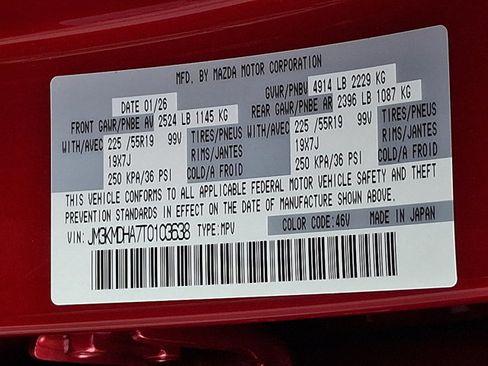 MFD. BY MAZDA MOTOR CORPORATION
DATE 01/26 GVWR/PNBV 4914 LB 2229 KG
FRONT GAWR/PNBE AV 2524 LB 1145 KG REAR GAWR/PNBE AR 2396 LB 1087 KG
WITH/AVEC 225 /55R19 99V TIRES/PNEUS WITH/AVEC 225 /55R19 99V TIRES/PNEUS
19X7J RIMS/JANTES 19X7J RIMS/JANTES
250 KPA/36 PSI COLD/A FROID 250 KPA/36 PSI COLD/A FROID
THIS VEHICLE CONFORMS TO ALL APPLICABLE FEDERAL MOTOR VEHICLE SAFETY AND THEFT
PREVENTION STANDARDS IN EFFECT ON THE DATE OF MANUFACTURE SHOWN ABOVE.
VIN: JM3KMDHA7T0103638 TYPE: MPV COLOR CODE:46V MADE IN JAPAN